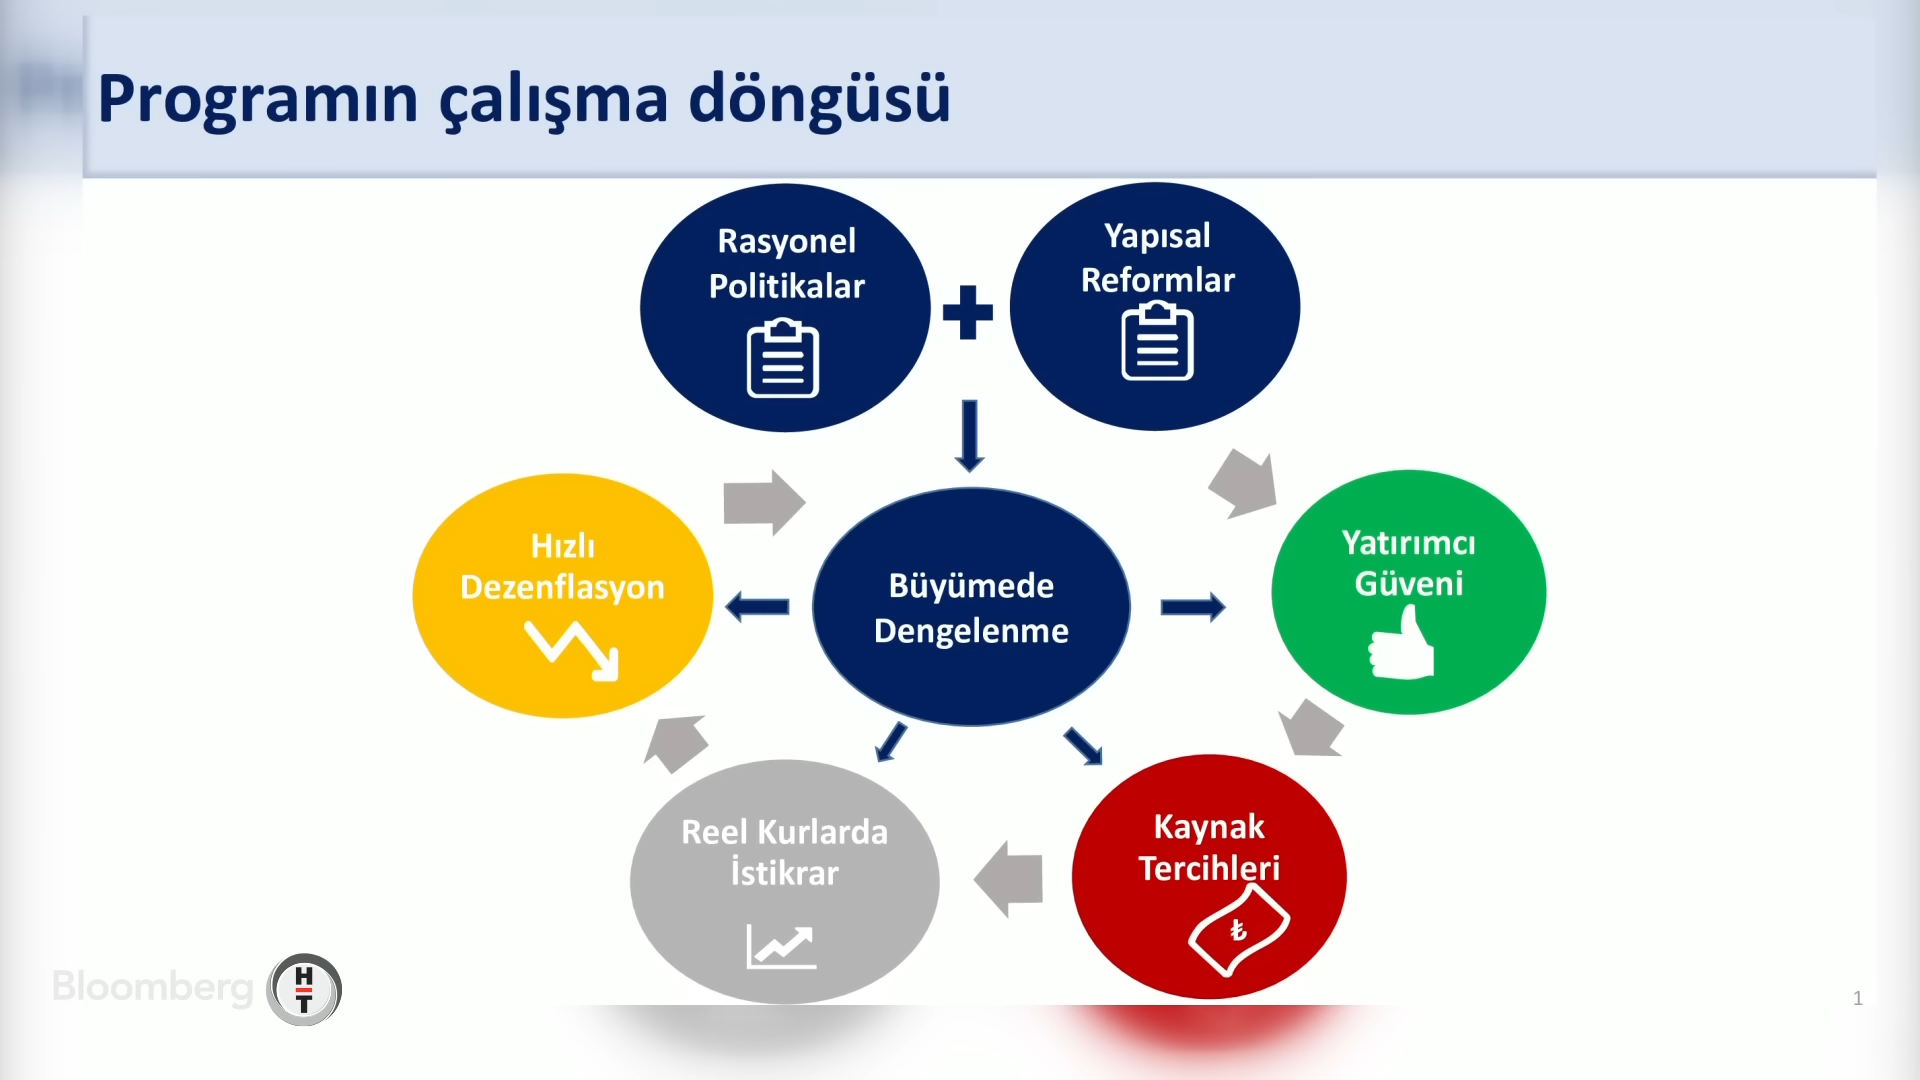 Programın çalışma döngüsü
Rasyonel
Politikalar
Yapısal
Reformlar
Hızlı
Dezenflasyon
Büyümede
Dengelenme
Yatırımcı
Güveni
Reel Kurlarda
İstikrar
Kaynak
Tercihleri
₺
Bloomberg
H
T
1